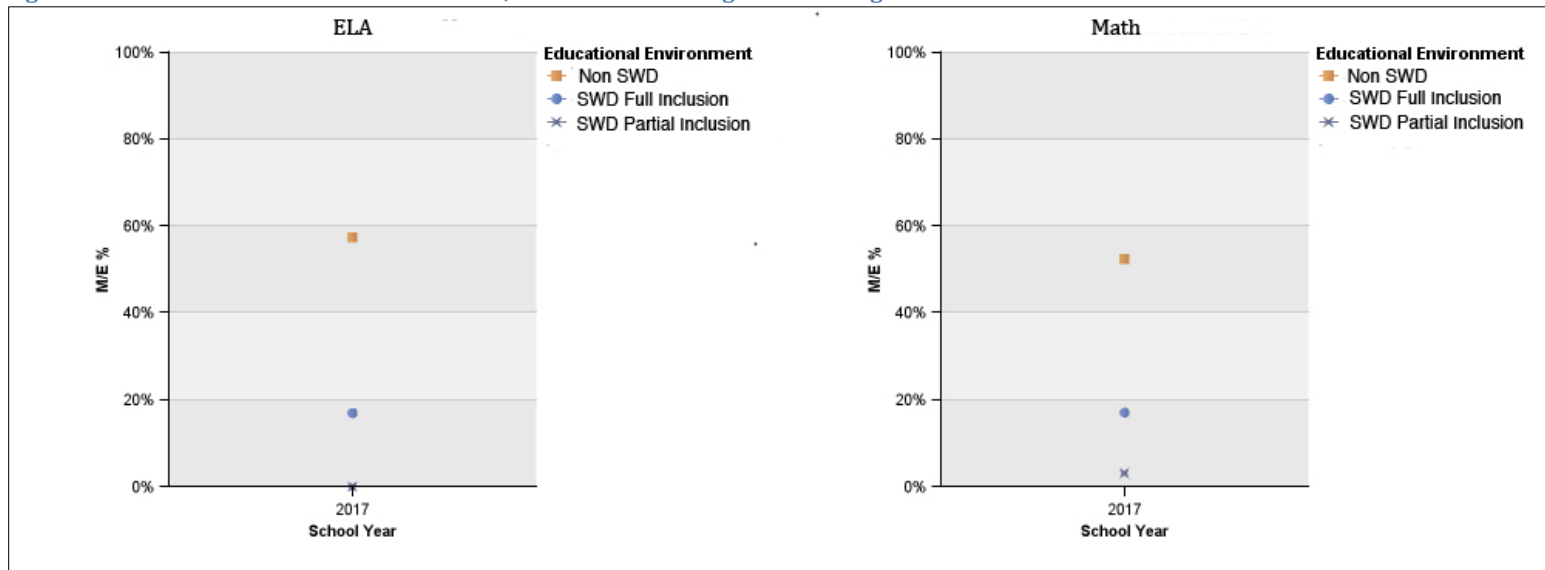 ELA
Educational Environment
Non SWD
SWD Full Inclusion
SWD Partial Inclusion
100%
80%
60%
40%
20%
0%
M/E %
2017
School Year
Math
Educational Environment
Non SWD
SWD Full Inclusion
SWD Partial Inclusion
100%
80%
60%
40%
20%
0%
M/E %
2017
School Year